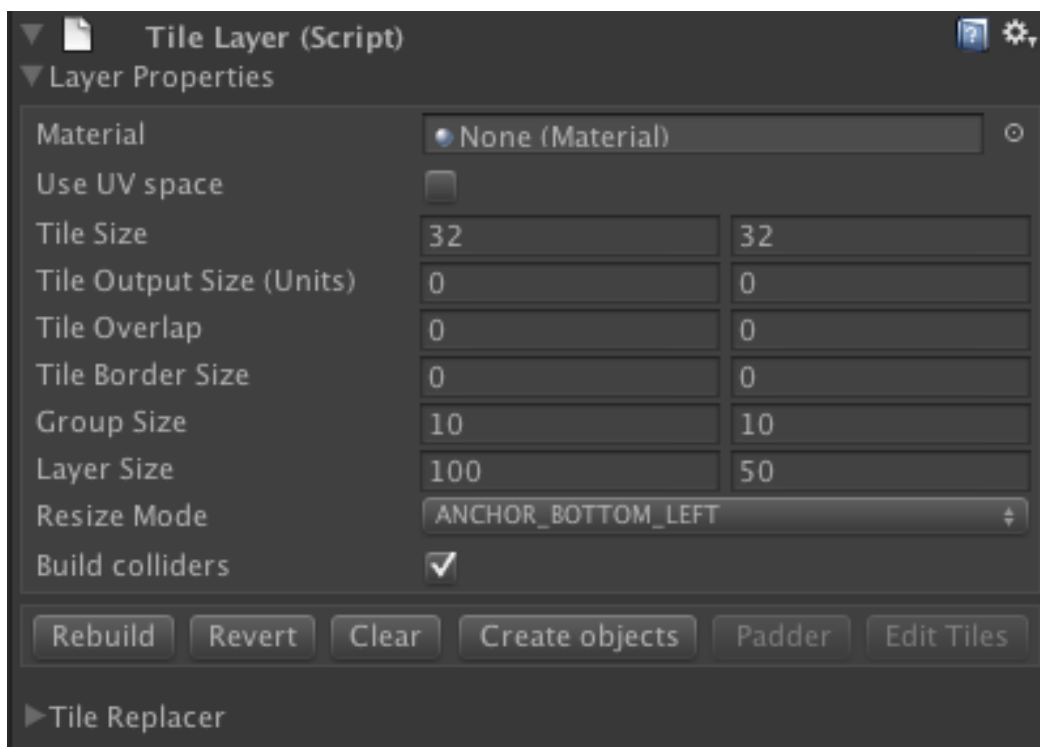 Tile Layer (Script)
Layer Properties
Material None (Material)
Use UV space
Tile Size 32 32
Tile Output Size (Units) 0 0
Tile Overlap 0 0
Tile Border Size 0 0
Group Size 10 10
Layer Size 100 50
Resize Mode ANCHOR_BOTTOM_LEFT
Build colliders
Rebuild Revert Clear Create objects Padder Edit Tiles
Tile Replacer